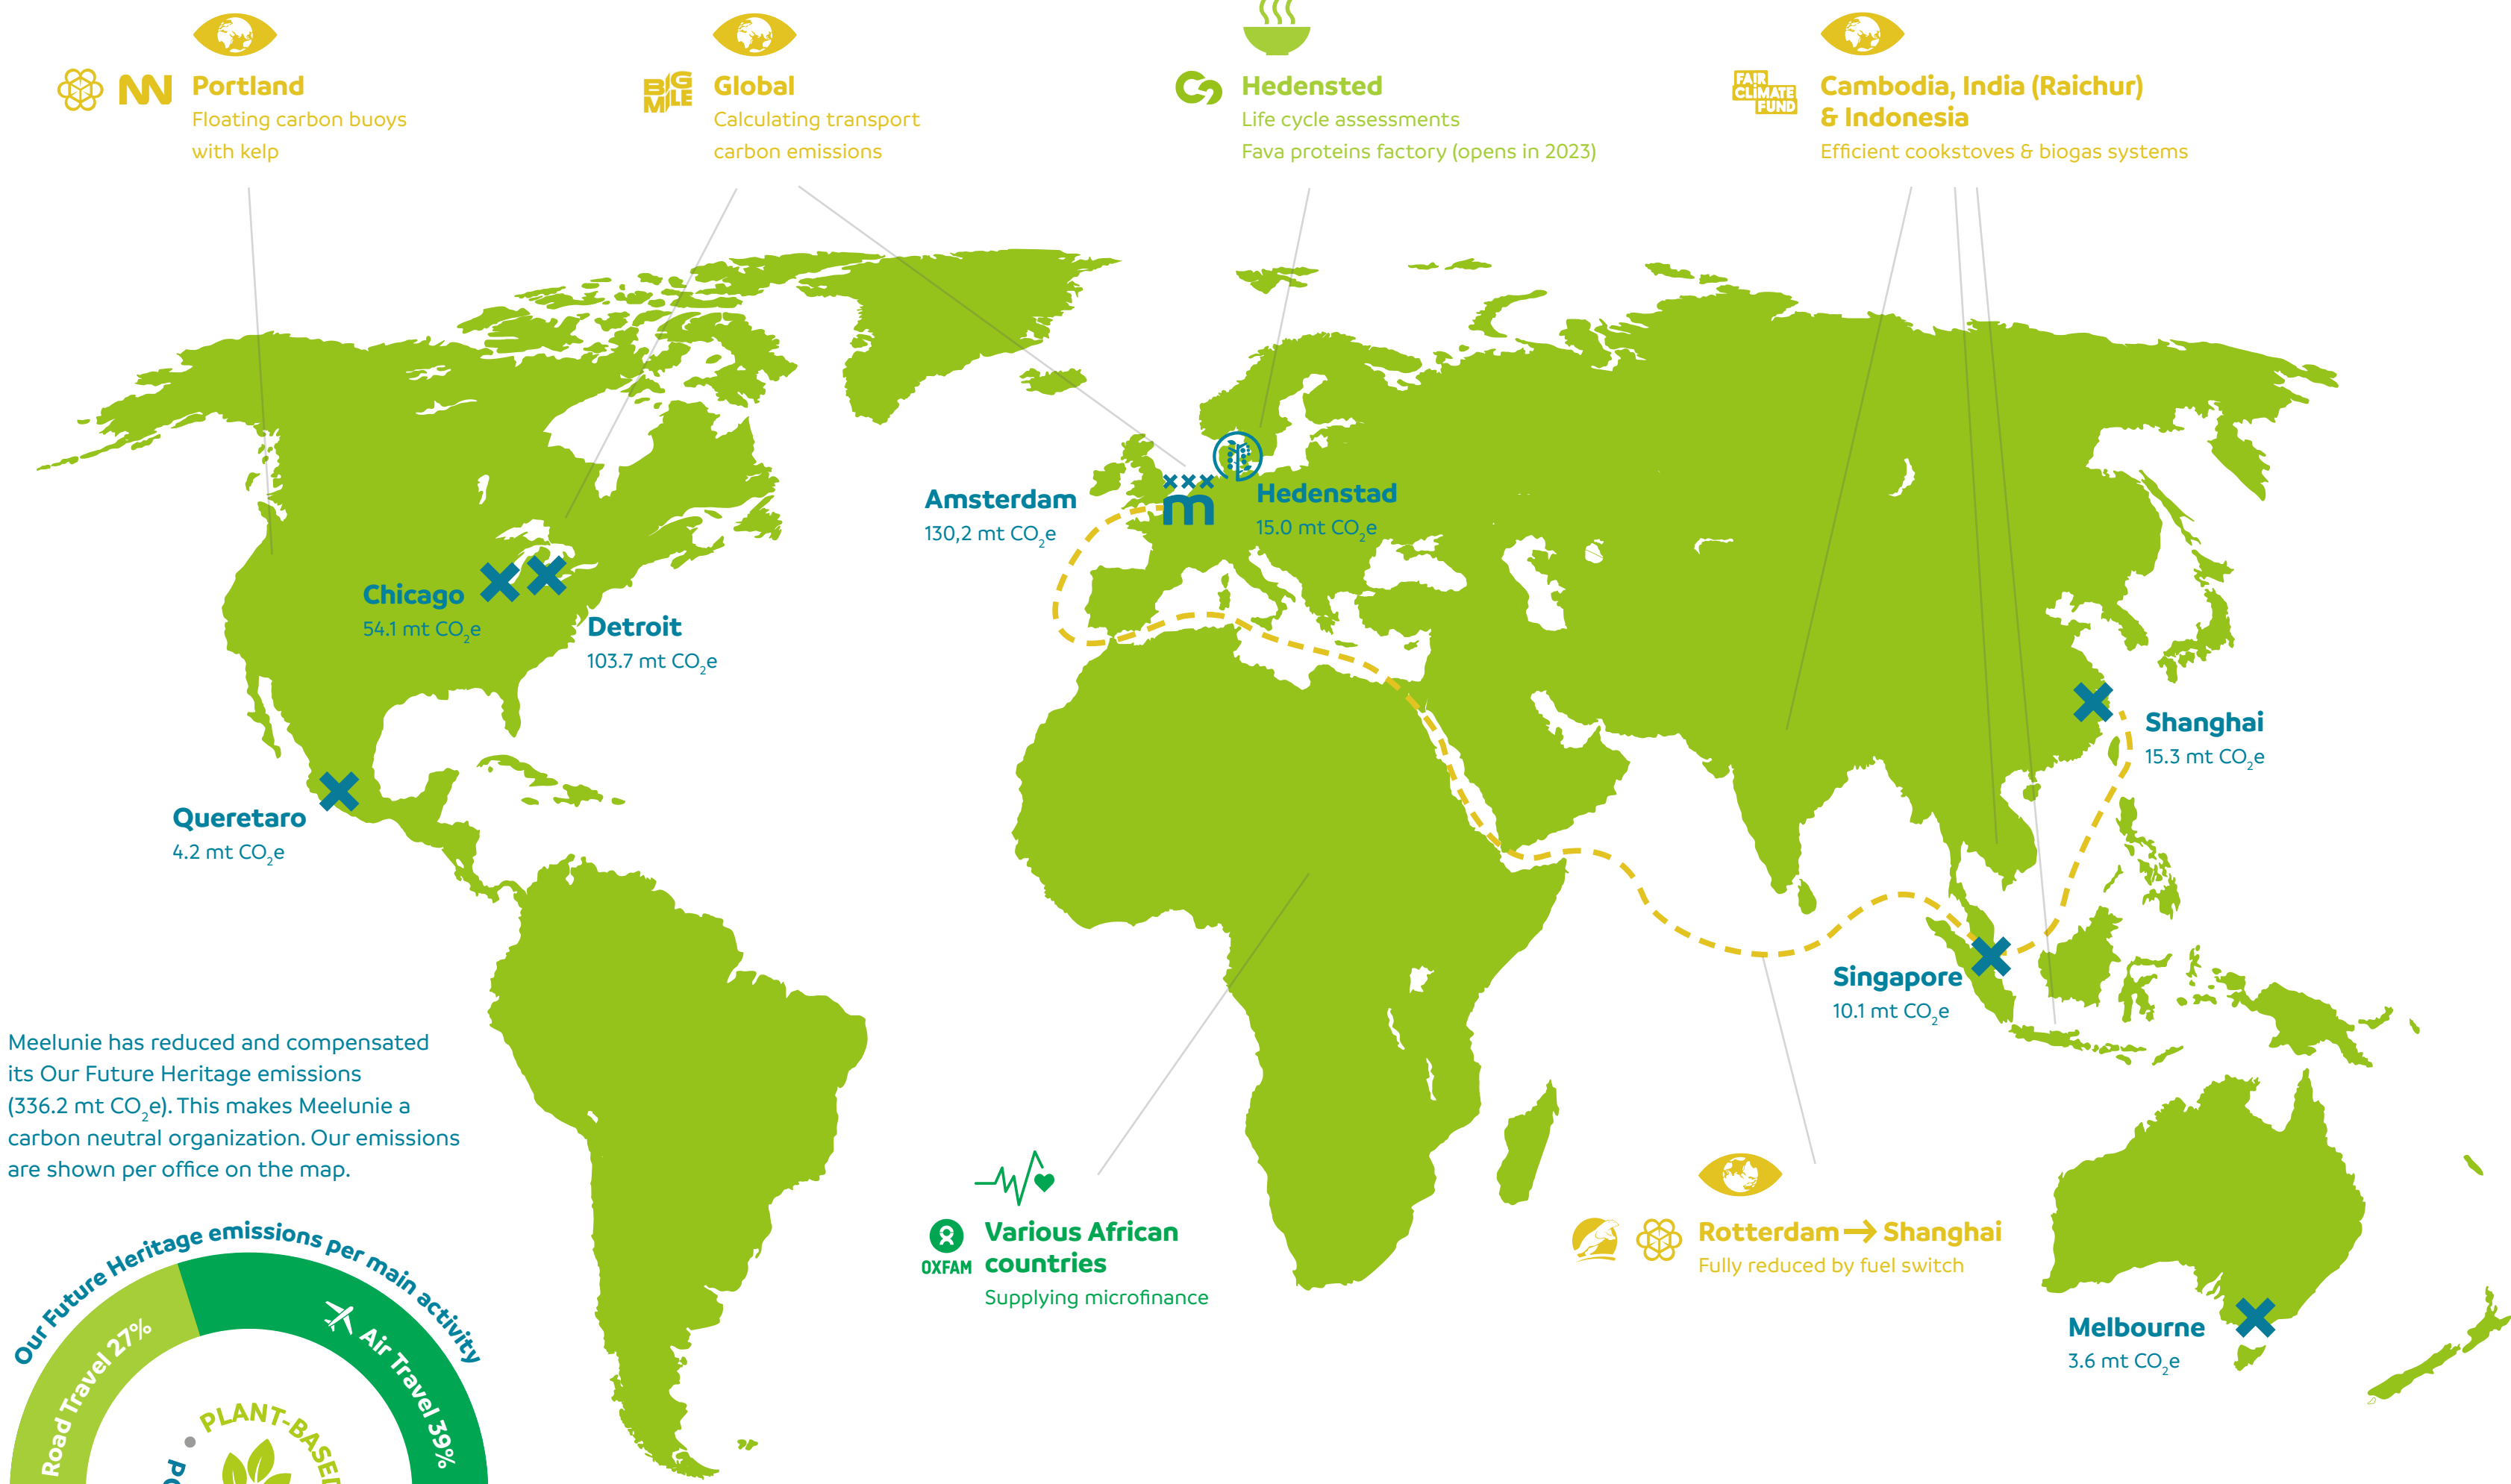 Portland
Floating carbon buoys
with kelp
BIG
MILE
Global
Calculating transport
carbon emissions
Hedensted
Life cycle assessments
Fava proteins factory (opens in 2023)
FAIR
CLIMATE
FUND
Cambodia, India (Raichur)
& Indonesia
Efficient cookstoves & biogas systems
Amsterdam
130,2 mt CO₂e
m
Hedenstad
15.0 mt CO₂e
Chicago
54.1 mt CO₂e
Detroit
103.7 mt CO₂e
Queretaro
4.2 mt CO₂e
Shanghai
15.3 mt CO₂e
Singapore
10.1 mt CO₂e
Meelunie has reduced and compensated
its Our Future Heritage emissions
(336.2 mt CO₂e). This makes Meelunie a
carbon neutral organization. Our emissions
are shown per office on the map.
OXFAM
Various African
countries
Supplying microfinance
Rotterdam → Shanghai
Fully reduced by fuel switch
Melbourne
3.6 mt CO₂e
Our Future Heritage emissions per main activity
Road Travel 27%
Air Travel 39%
PLANT-BASED